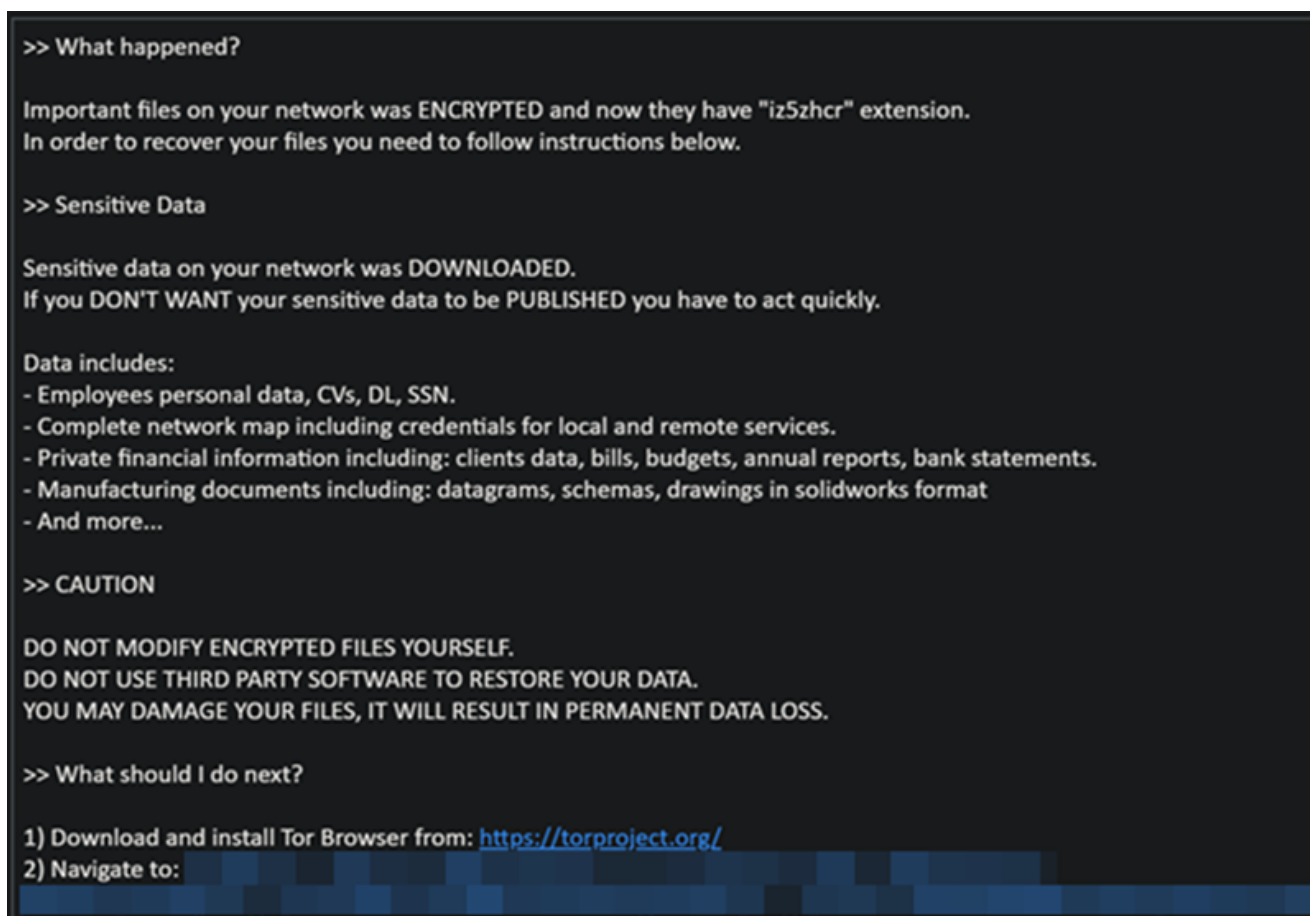 >> What happened?
Important files on your network was ENCRYPTED and now they have "iz5zhcr" extension.
In order to recover your files you need to follow instructions below.
>> Sensitive Data
Sensitive data on your network was DOWNLOADED.
If you DON'T WANT your sensitive data to be PUBLISHED you have to act quickly.
Data includes:
- Employees personal data, CVs, DL, SSN.
- Complete network map including credentials for local and remote services.
- Private financial information including: clients data, bills, budgets, annual reports, bank statements.
- Manufacturing documents including: datagrams, schemas, drawings in solidworks format
- And more...
>> CAUTION
DO NOT MODIFY ENCRYPTED FILES YOURSELF.
DO NOT USE THIRD PARTY SOFTWARE TO RESTORE YOUR DATA.
YOU MAY DAMAGE YOUR FILES, IT WILL RESULT IN PERMANENT DATA LOSS.
>> What should I do next?
1) Download and install Tor Browser from: https://torproject.org/
2) Navigate to: